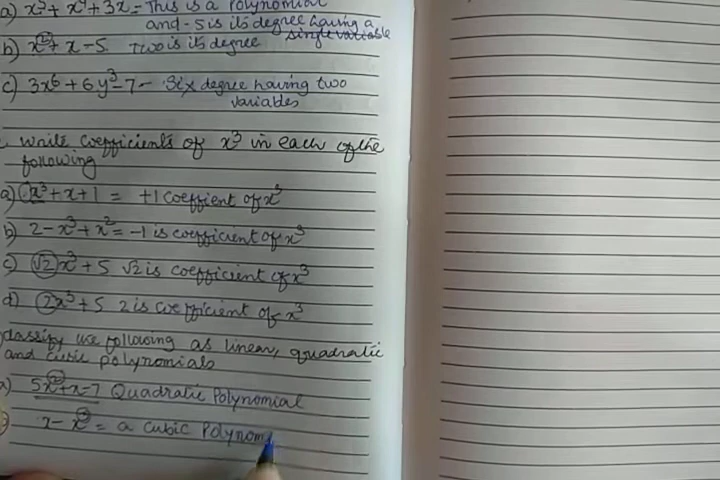 a) x⁵ + x⁴ + 3x = This is a Polynomial
and - 5 is its degree having a
single variable
b) x² + x - 5 Two is its degree
c) 3x⁶ + 6y³ - 7 - Six degree having two
variables
write coefficients of x³ in each of the
following
a) x³ + x + 1 = +1 coeffient of x³
b) 2 - x³ + x² = -1 is coefficient of x³
c) √2 x³ + 5 √2 is coefficient of x³
d) 2x³ + 5 2 is coefficient of x³
classify the following as linear, quadratic
and cubic polynomials
a) 5x² + x - 7 Quadratic Polynomial
x - x³ = a cubic Polynom